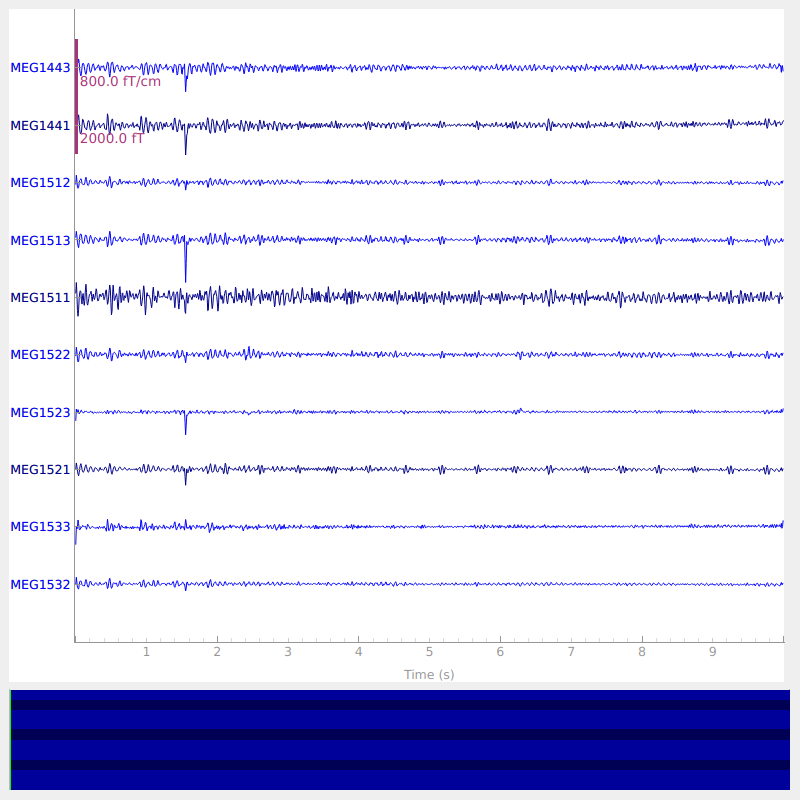 MEG1443
800.0 fT/cm
MEG1441
2000.0 fT
MEG1512
MEG1513
MEG1511
MEG1522
MEG1523
MEG1521
MEG1533
MEG1532
1 2 3 4 5 6 7 8 9
Time (s)